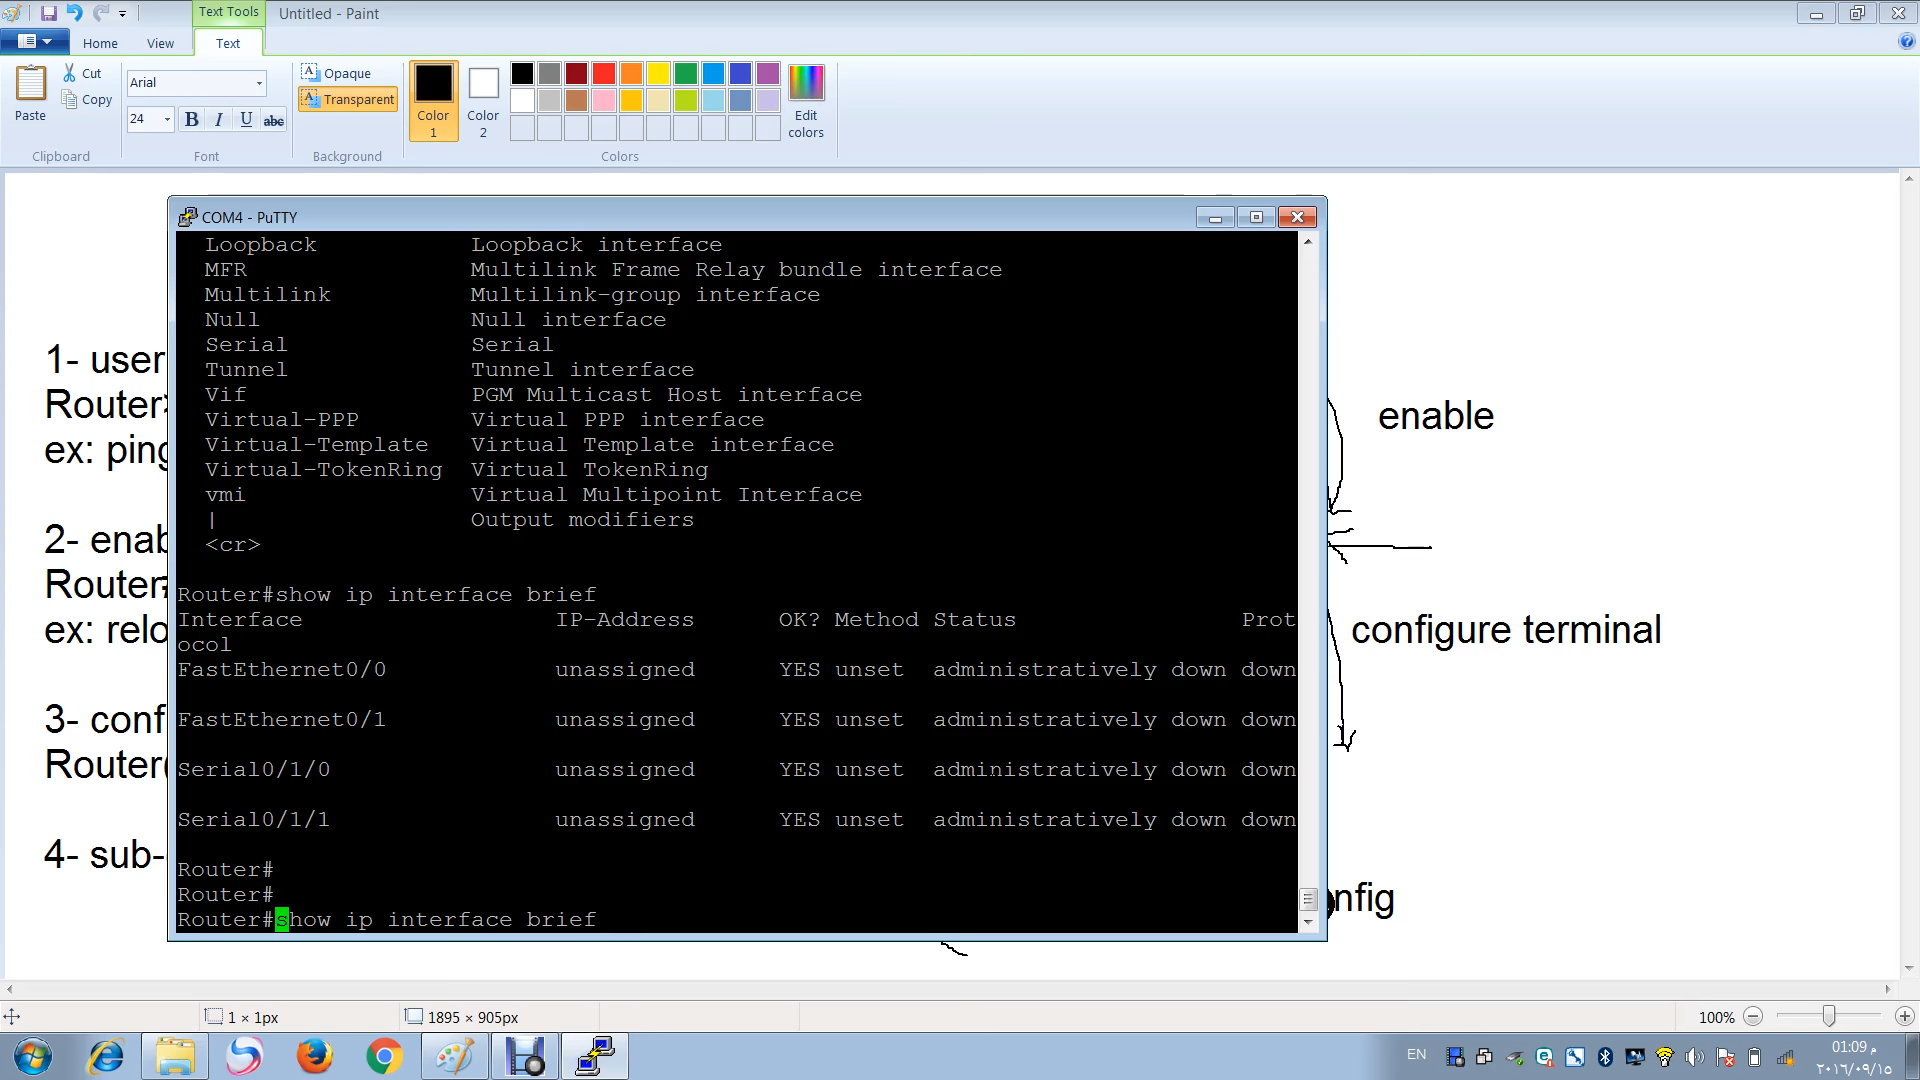 Text Tools
Untitled - Paint
Home
View
Text
Paste
Cut
Copy
Clipboard
Arial
24
B I U abc
Font
Opaque
Transparent
Background
Color 1
Color 2
Edit colors
Colors
COM4 - PuTTY
Loopback Loopback interface
MFR Multilink Frame Relay bundle interface
Multilink Multilink-group interface
Null Null interface
Serial Serial
Tunnel Tunnel interface
Vif PGM Multicast Host interface
Virtual-PPP Virtual PPP interface
Virtual-Template Virtual Template interface
Virtual-TokenRing Virtual TokenRing
vmi Virtual Multipoint Interface
| Output modifiers
<cr>
Router#show ip interface brief
Interface IP-Address OK? Method Status Prot
ocol
FastEthernet0/0 unassigned YES unset administratively down down
FastEthernet0/1 unassigned YES unset administratively down down
Serial0/1/0 unassigned YES unset administratively down down
Serial0/1/1 unassigned YES unset administratively down down
Router#
Router#
Router#show ip interface brief
1- user
Router>
ex: ping
2- enab
Router#
ex: relo
3- conf
Router(
4- sub-
enable
configure terminal
nfig
1 × 1px
1895 × 905px
100%
EN
01:09 م
٢٠١٦/٠٩/١٥